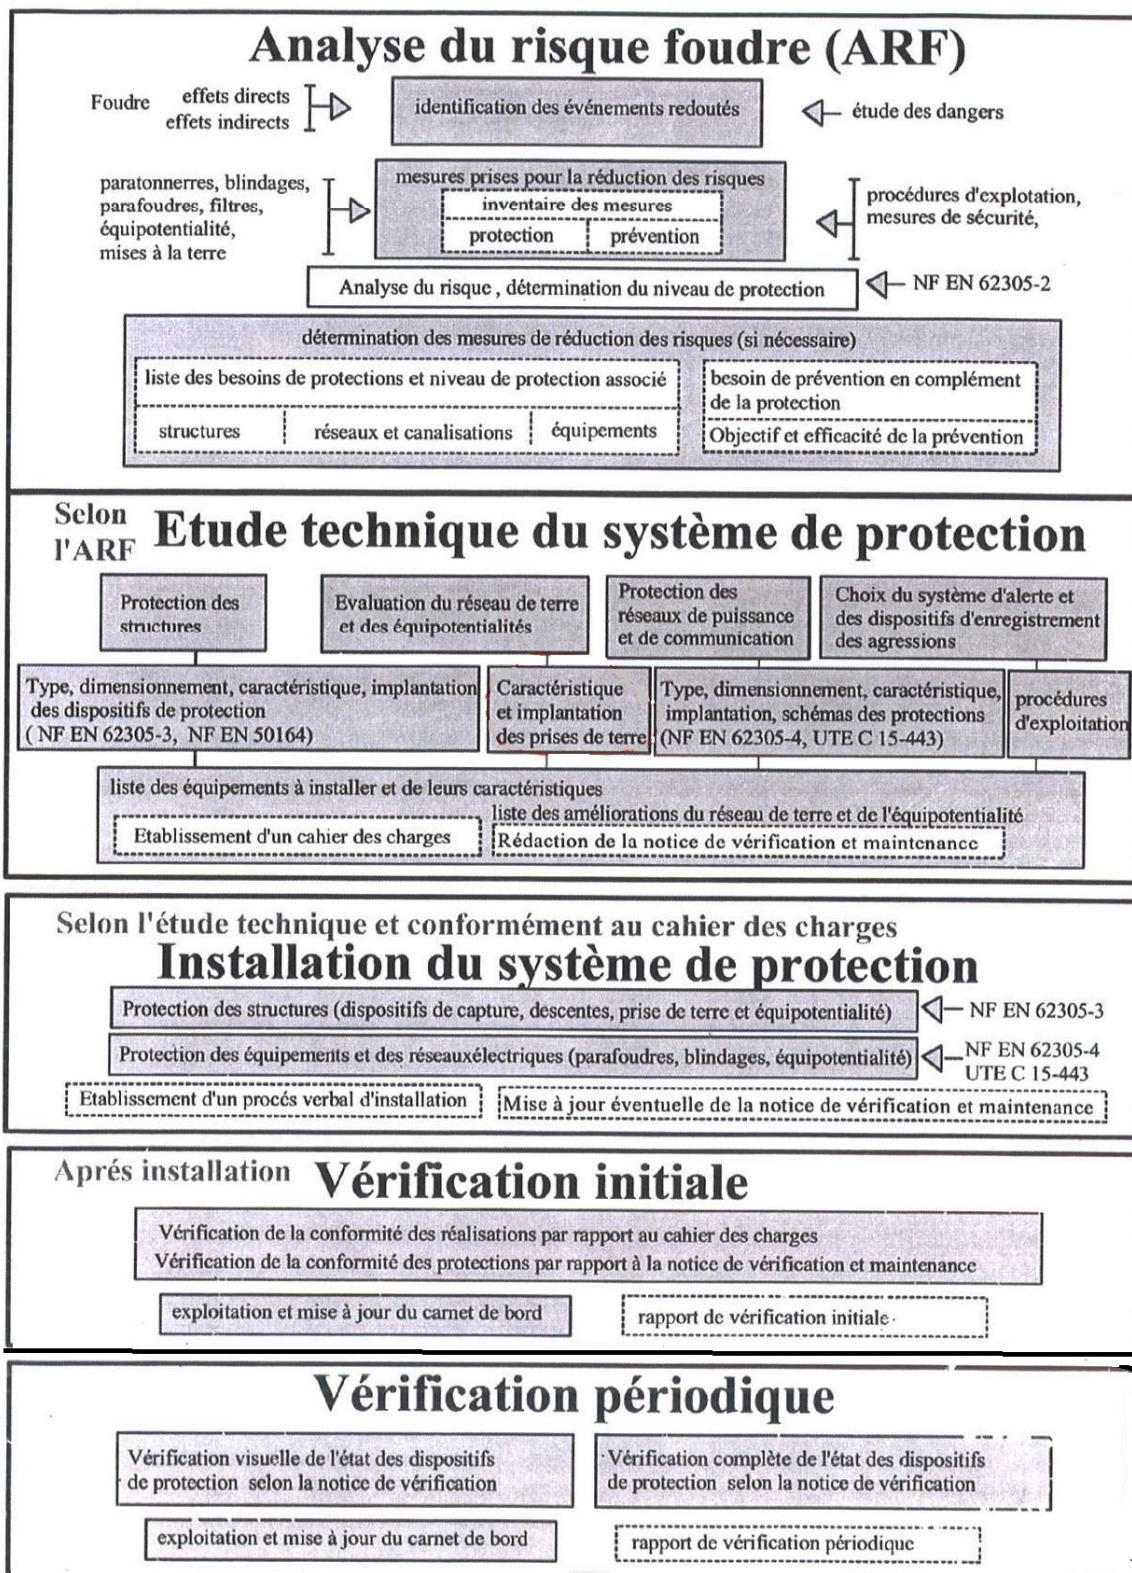 Analyse du risque foudre (ARF)
Foudre
effets directs
effets indirects
identification des événements redoutés
étude des dangers
paratonnerres, blindages,
parafoudres, filtres,
équipotentialité,
mises à la terre
mesures prises pour la réduction des risques
inventaire des mesures
protection
prévention
procédures d'explotation,
mesures de sécurité,
Analyse du risque , détermination du niveau de protection
NF EN 62305-2
détermination des mesures de réduction des risques (si nécessaire)
liste des besoins de protections et niveau de protection associé
structures
réseaux et canalisations
équipements
besoin de prévention en complément
de la protection
Objectif et efficacité de la prévention
Selon
l'ARF
Etude technique du système de protection
Protection des
structures
Evaluation du réseau de terre
et des équipotentialités
Protection des
réseaux de puissance
et de communication
Choix du système d'alerte et
des dispositifs d'enregistrement
des agressions
Type, dimensionnement, caractéristique, implantation
des dispositifs de protection
( NF EN 62305-3, NF EN 50164)
Caractéristique
et implantation
des prises de terre
Type, dimensionnement, caractéristique,
implantation, schémas des protections
(NF EN 62305-4, UTE C 15-443)
procédures
d'exploitation
liste des équipements à installer et de leurs caractéristiques
liste des améliorations du réseau de terre et de l'équipotentialité
Etablissement d'un cahier des charges
Rédaction de la notice de vérification et maintenance
Selon l'étude technique et conformément au cahier des charges
Installation du système de protection
Protection des structures (dispositifs de capture, descentes, prise de terre et équipotentialité)
NF EN 62305-3
Protection des équipements et des réseauxélectriques (parafoudres, blindages, équipotentialité)
NF EN 62305-4
UTE C 15-443
Etablissement d'un procés verbal d'installation
Mise à jour éventuelle de la notice de vérification et maintenance
Aprés installation
Vérification initiale
Vérification de la conformité des réalisations par rapport au cahier des charges
Vérification de la conformité des protections par rapport à la notice de vérification et maintenance
exploitation et mise à jour du carnet de bord
rapport de vérification initiale
Vérification périodique
Vérification visuelle de l'état des dispositifs
de protection selon la notice de vérification
Vérification complète de l'état des dispositifs
de protection selon la notice de vérification
exploitation et mise à jour du carnet de bord
rapport de vérification périodique